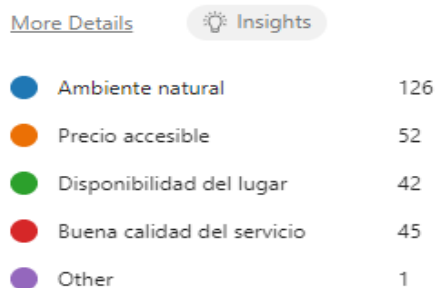 More Details Insights
Ambiente natural 126
Precio accesible 52
Disponibilidad del lugar 42
Buena calidad del servicio 45
Other 1